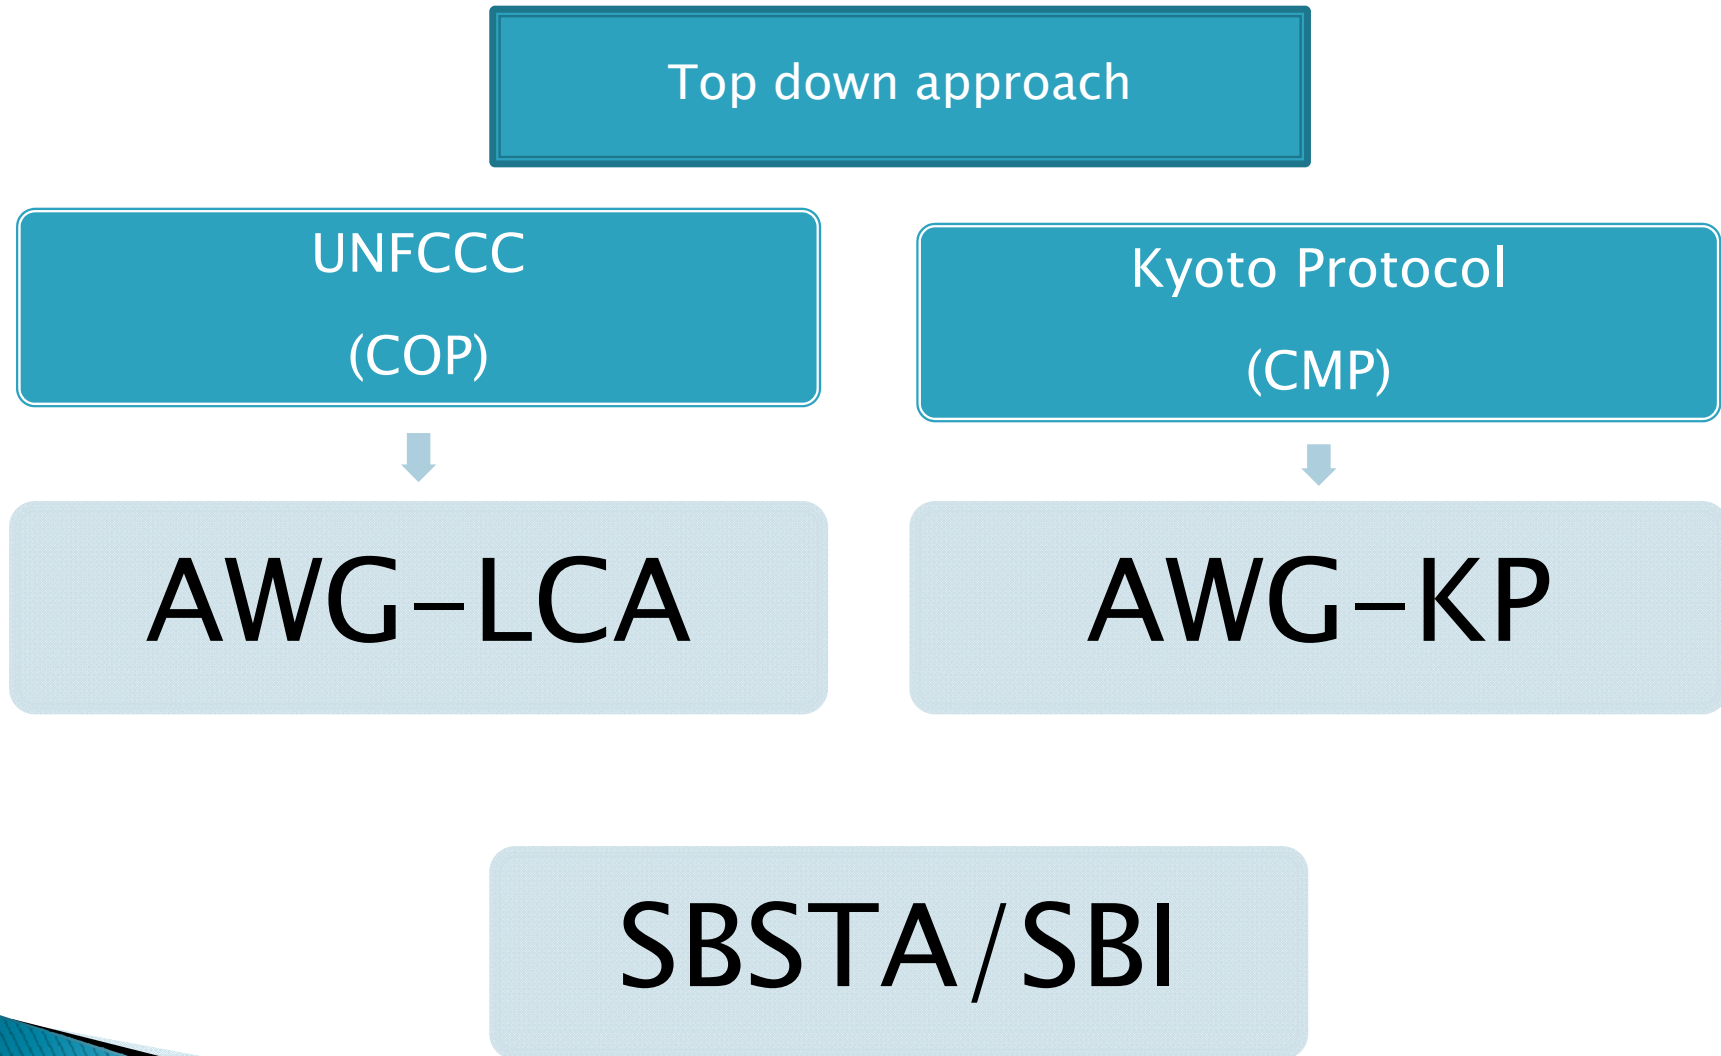 Top down approach
UNFCCC
(COP)
Kyoto Protocol
(CMP)
AWG-LCA
AWG-KP
SBSTA/SBI